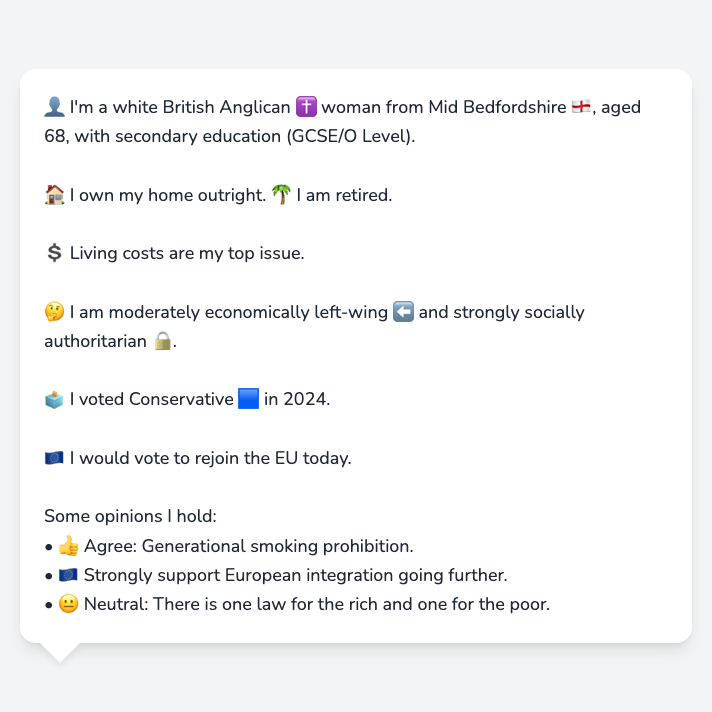 👤 I'm a white British Anglican ✝️ woman from Mid Bedfordshire 🏴󠁧󠁢󠁥󠁮󠁧󠁿, aged
68, with secondary education (GCSE/O Level).
🏠 I own my home outright. 🌴 I am retired.
💲 Living costs are my top issue.
🤔 I am moderately economically left-wing ⬅️ and strongly socially
authoritarian 🔒.
🗳️ I voted Conservative 🟦 in 2024.
🇪🇺 I would vote to rejoin the EU today.
Some opinions I hold:
• 👍 Agree: Generational smoking prohibition.
• 🇪🇺 Strongly support European integration going further.
• 😐 Neutral: There is one law for the rich and one for the poor.